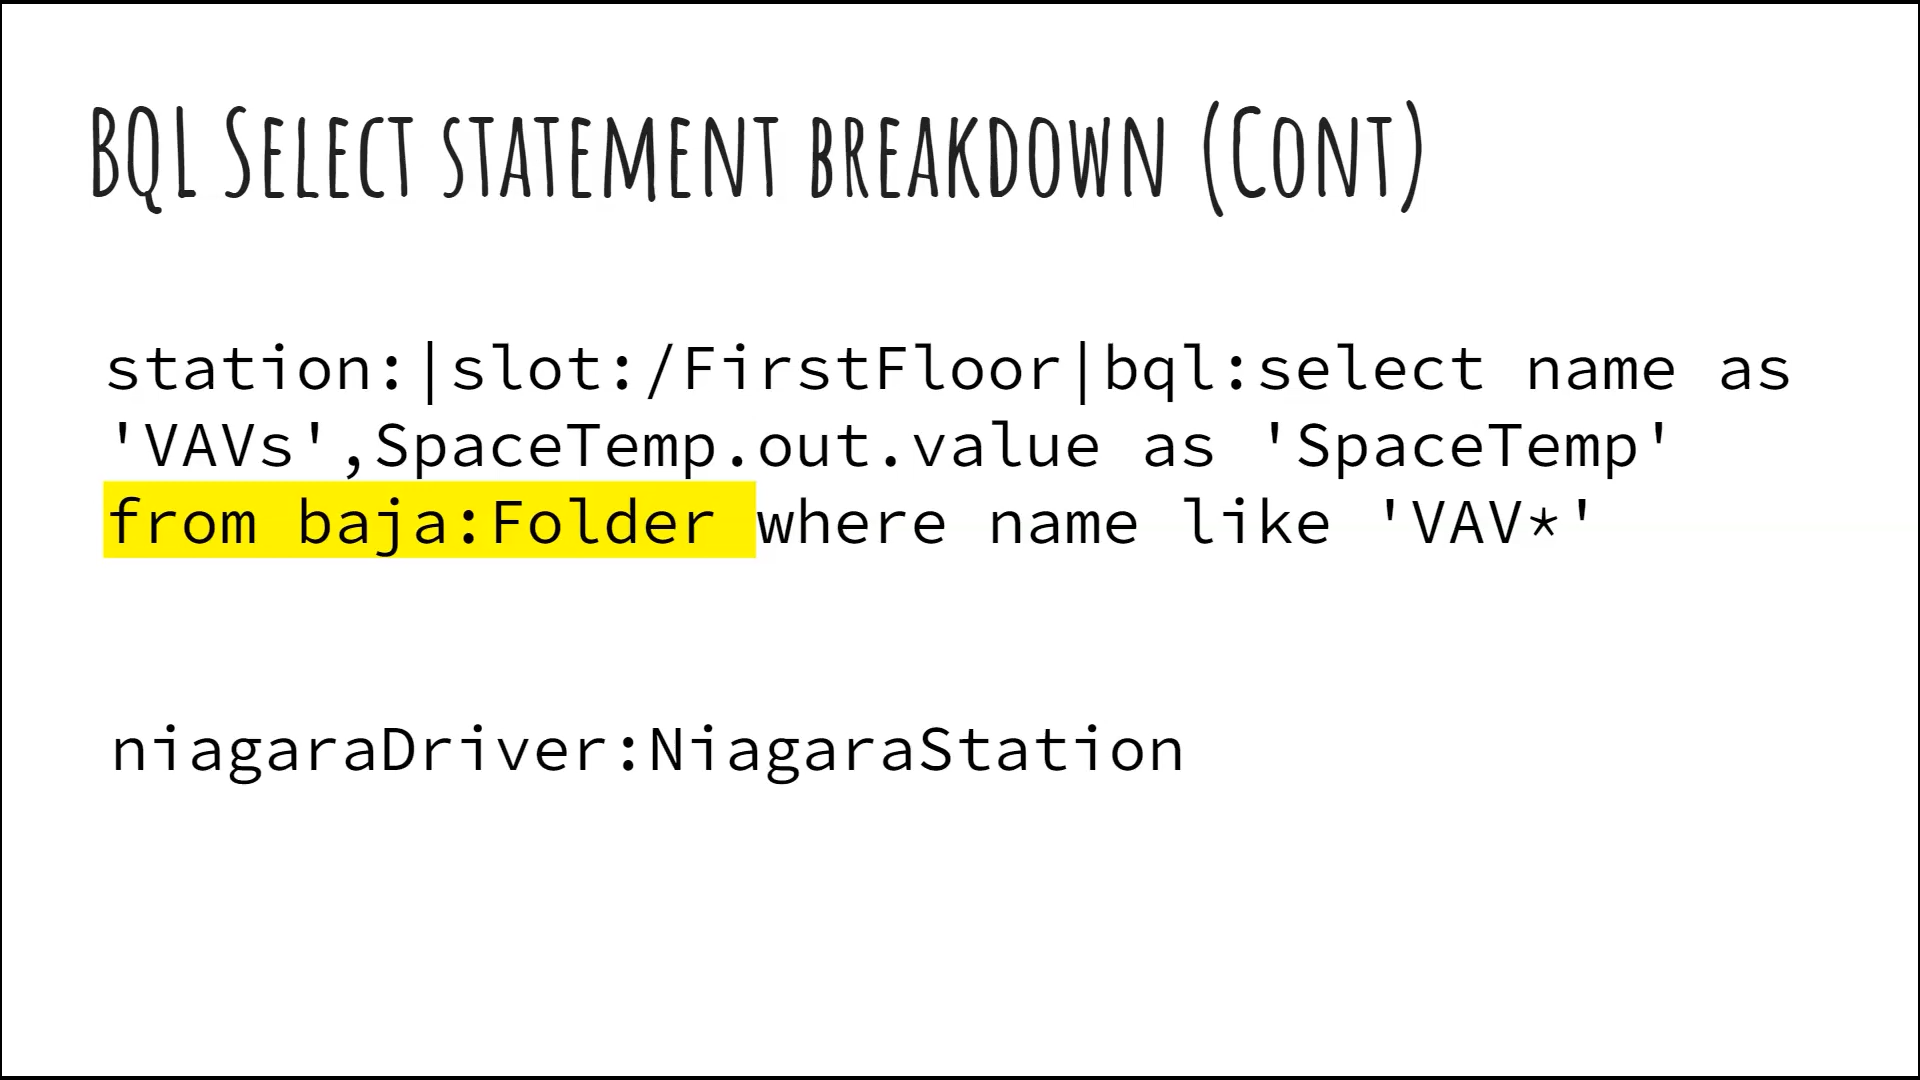 BQL Select statement breakdown (Cont)
station:|slot:/FirstFloor|bql:select name as
'VAVs',SpaceTemp.out.value as 'SpaceTemp'
from baja:Folder where name like 'VAV*'
niagaraDriver:NiagaraStation